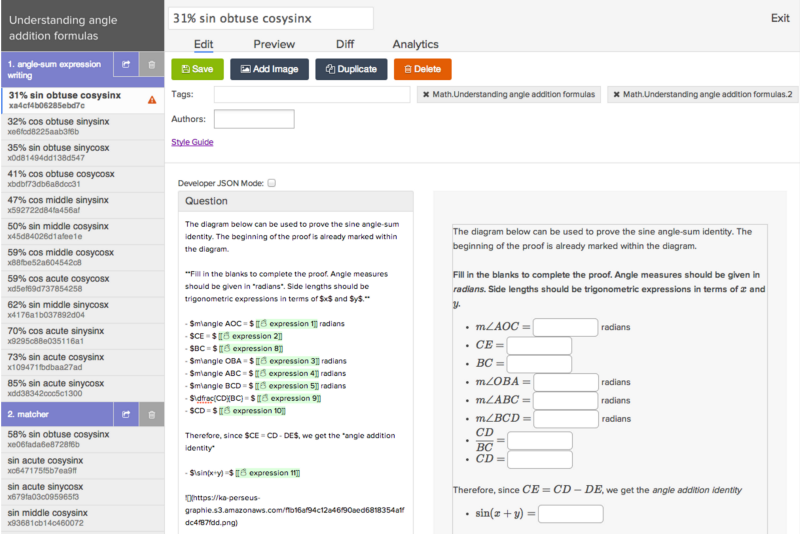 Understanding angle addition formulas
31% sin obtuse cosysinx
Exit
Edit
Preview
Diff
Analytics
1. angle-sum expression writing
Save
Add Image
Duplicate
Delete
Tags:
× Math.Understanding angle addition formulas
× Math.Understanding angle addition formulas.2
Authors:
Style Guide
31% sin obtuse cosysinx
xa4cf4b06285ebd7c
32% cos obtuse sinysinx
xe6fcd8225aab3f6b
35% sin obtuse sinycosx
x0d81494dd138d547
41% cos obtuse cosycosx
xbdbf73db6a8dcc31
47% cos middle sinysinx
x592722d84fa456af
50% sin middle cosysinx
x45d84026d1afee1e
59% cos middle cosycosx
x88fbe52a604542c8
59% cos acute cosycosx
xd5ef69d737854258
62% sin middle sinycosx
x4176a1b037892d04
70% cos acute sinysinx
x9295c88e035116a1
73% sin acute cosysinx
x109471fbdbaa27ad
85% sin acute sinycosx
xdd38342ccc5c1300
2. matcher
58% sin obtuse cosysinx
xe06fada6e8728f6b
sin acute cosysinx
xc647175f5b7ea9ff
sin acute sinycosx
x679fa03c095965f3
sin middle cosysinx
x93681cb14c460072
Developer JSON Mode:
Question
The diagram below can be used to prove the sine angle-sum
identity. The beginning of the proof is already marked within
the diagram.
**Fill in the blanks to complete the proof. Angle measures
should be given in *radians*. Side lengths should be
trigonometric expressions in terms of $x$ and $y$.**
- $m\angle AOC = $ [[ expression 1]] radians
- $CE = $ [[ expression 2]]
- $BC = $ [[ expression 8]]
- $m\angle OBA = $ [[ expression 3]] radians
- $m\angle ABC = $ [[ expression 4]] radians
- $m\angle BCD = $ [[ expression 5]] radians
- $\dfrac{CD}{BC} = $ [[ expression 9]]
- $CD = $ [[ expression 10]]
Therefore, since $CE = CD - DE$, we get the *angle addition
identity*
- $\sin(x+y) =$ [[ expression 11]]
![](https://ka-perseus-
graphie.s3.amazonaws.com/f1b16af94c12a46f90aed6818354a1f
dc4f87fdd.png)
The diagram below can be used to prove the sine angle-sum identity. The
beginning of the proof is already marked within the diagram.
Fill in the blanks to complete the proof. Angle measures should be given in
radians. Side lengths should be trigonometric expressions in terms of x and
y.
• m∠AOC = radians
• CE =
• BC =
• m∠OBA = radians
• m∠ABC = radians
• m∠BCD = radians
• CD/BC =
• CD =
Therefore, since CE = CD − DE, we get the angle addition identity
• sin(x + y) =